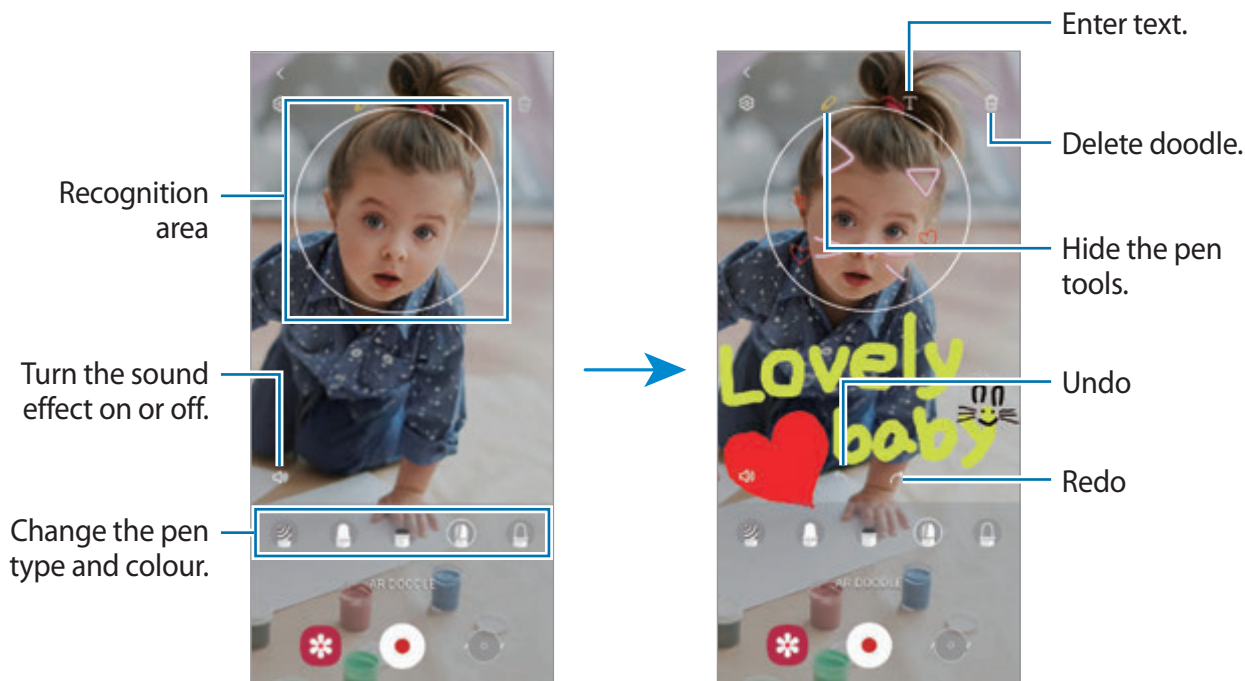 Enter text.
Delete doodle.
Recognition
area
Hide the pen
tools.
Turn the sound
effect on or off.
Lovely
baby
Undo
Redo
Change the pen
type and colour.
T
T
AR DOODLE
AR DOODLE